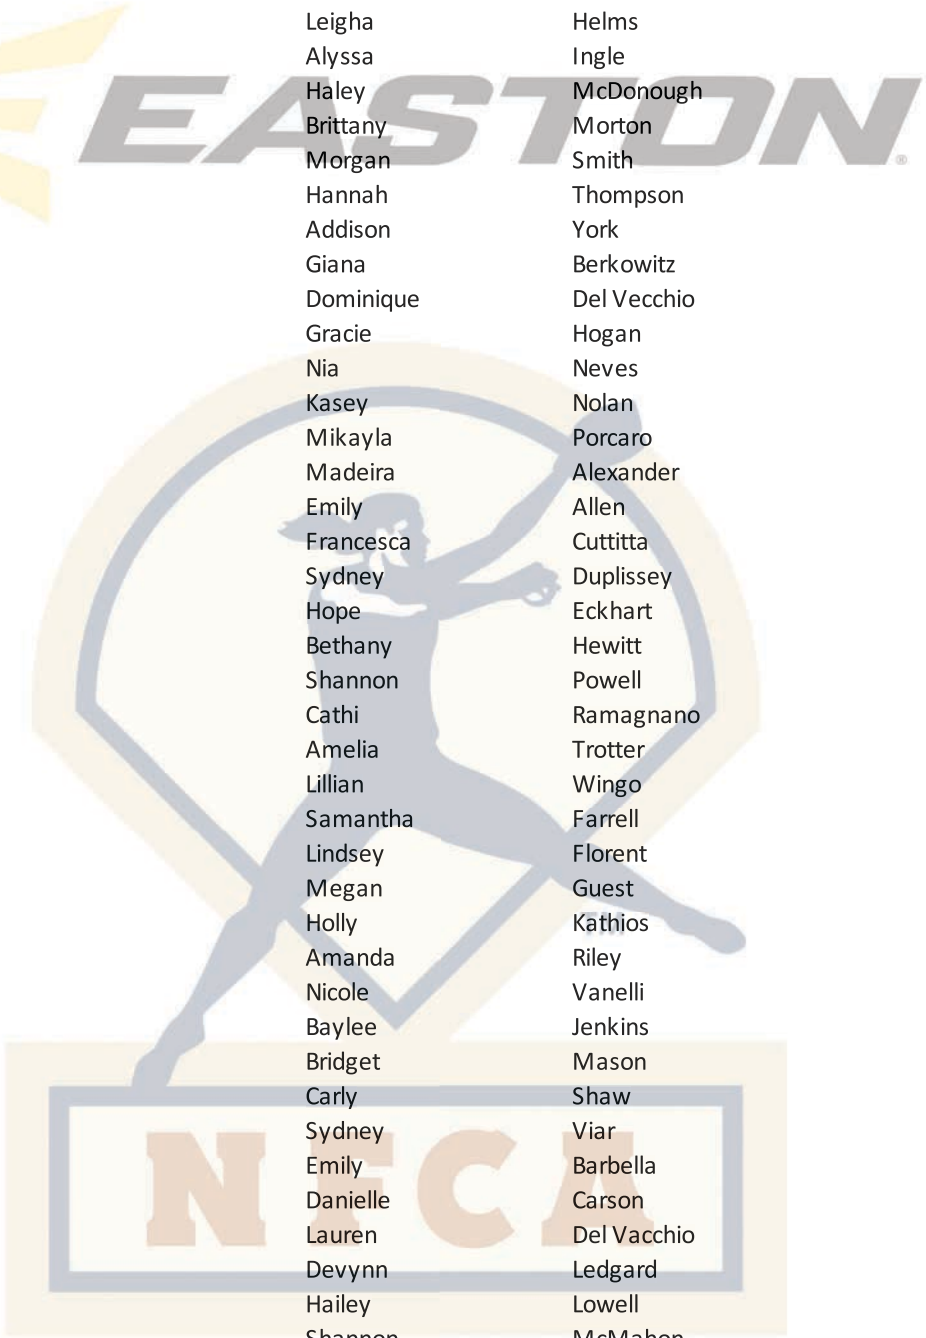 Leigha Helms
Alyssa Ingle
EASTON®
Haley McDonough
Brittany Morton
Morgan Smith
Hannah Thompson
Addison York
Giana Berkowitz
Dominique Del Vecchio
Gracie Hogan
Nia Neves
Kasey Nolan
Mikayla Porcaro
Madeira Alexander
Emily Allen
Francesca Cuttitta
Sydney Duplissey
Hope Eckhart
Bethany Hewitt
Shannon Powell
Cathi Ramagnano
Amelia Trotter
Lillian Wingo
Samantha Farrell
Lindsey Florent
Megan Guest
Holly Kathios
TM
Amanda Riley
Nicole Vanelli
Baylee Jenkins
Bridget Mason
Carly Shaw
Sydney Viar
Emily Barbella
NFCA
Danielle Carson
Lauren Del Vacchio
Devynn Ledgard
Hailey Lowell
Shannon McMahon